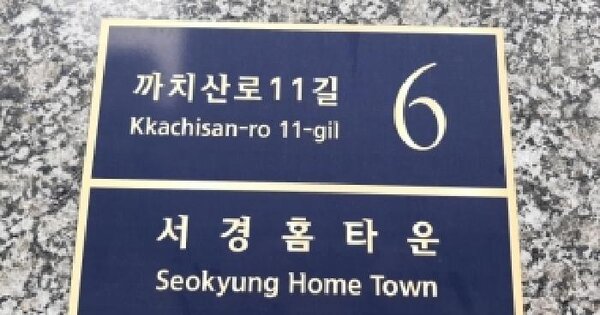 까치산로11길
Kkachisan-ro 11-gil
6
서경홈타운
Seokyung Home Town